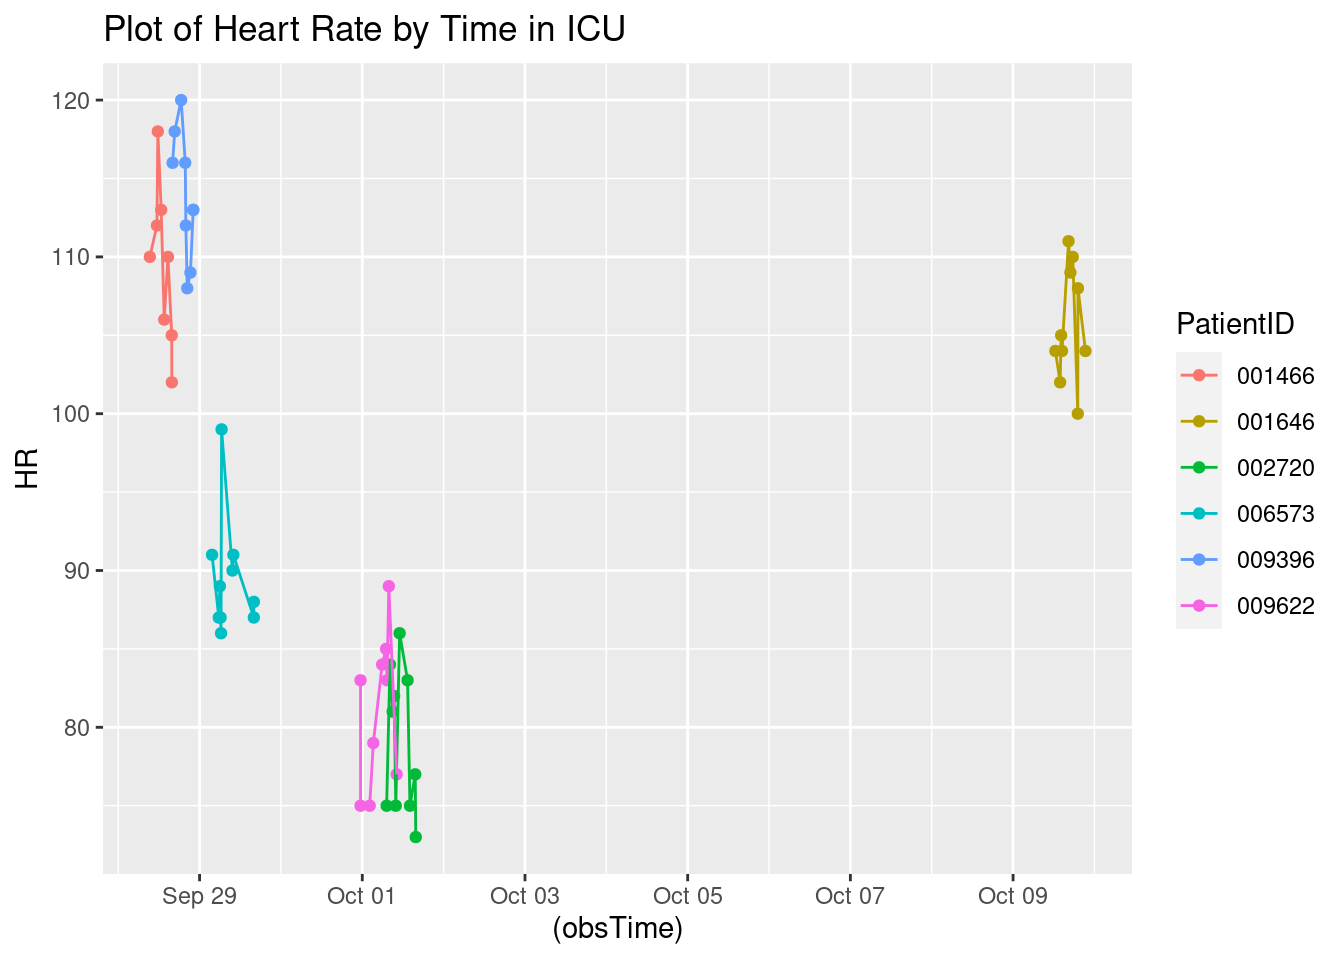 Plot of Heart Rate by Time in ICU
120
110
100
90
80
HR
Sep 29 Oct 01 Oct 03 Oct 05 Oct 07 Oct 09
(obsTime)
PatientID
001466
001646
002720
006573
009396
009622